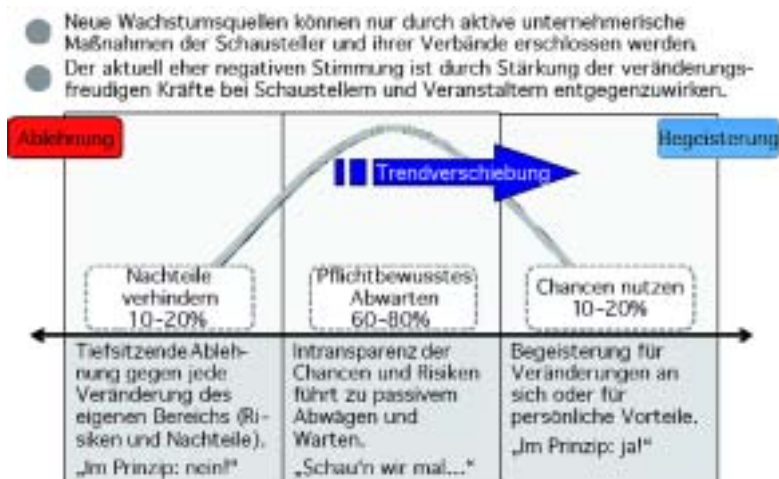 Neue Wachstumsquellen können nur durch aktive unternehmerische
Maßnahmen der Schausteller und ihrer Verbände erschlossen werden.
Der aktuell eher negativen Stimmung ist durch Stärkung der veränderungs-
freudigen Kräfte bei Schaustellern und Veranstaltern entgegenzuwirken.
Ablehnung
Begeisterung
Trendverschiebung
Nachteile
verhindern
10-20%
Pflichtbewusstes
Abwarten
60-80%
Chancen nutzen
10-20%
Tiefsitzende Ableh-
nung gegen jede
Veränderung des
eigenen Bereichs (Ri-
siken und Nachteile).
„Im Prinzip: nein!“
Intransparenz der
Chancen und Risiken
führt zu passivem
Abwägen und
Warten.
„Schau'n wir mal...“
Begeisterung für
Veränderungen an
sich oder für
persönliche Vorteile.
„Im Prinzip: ja!“